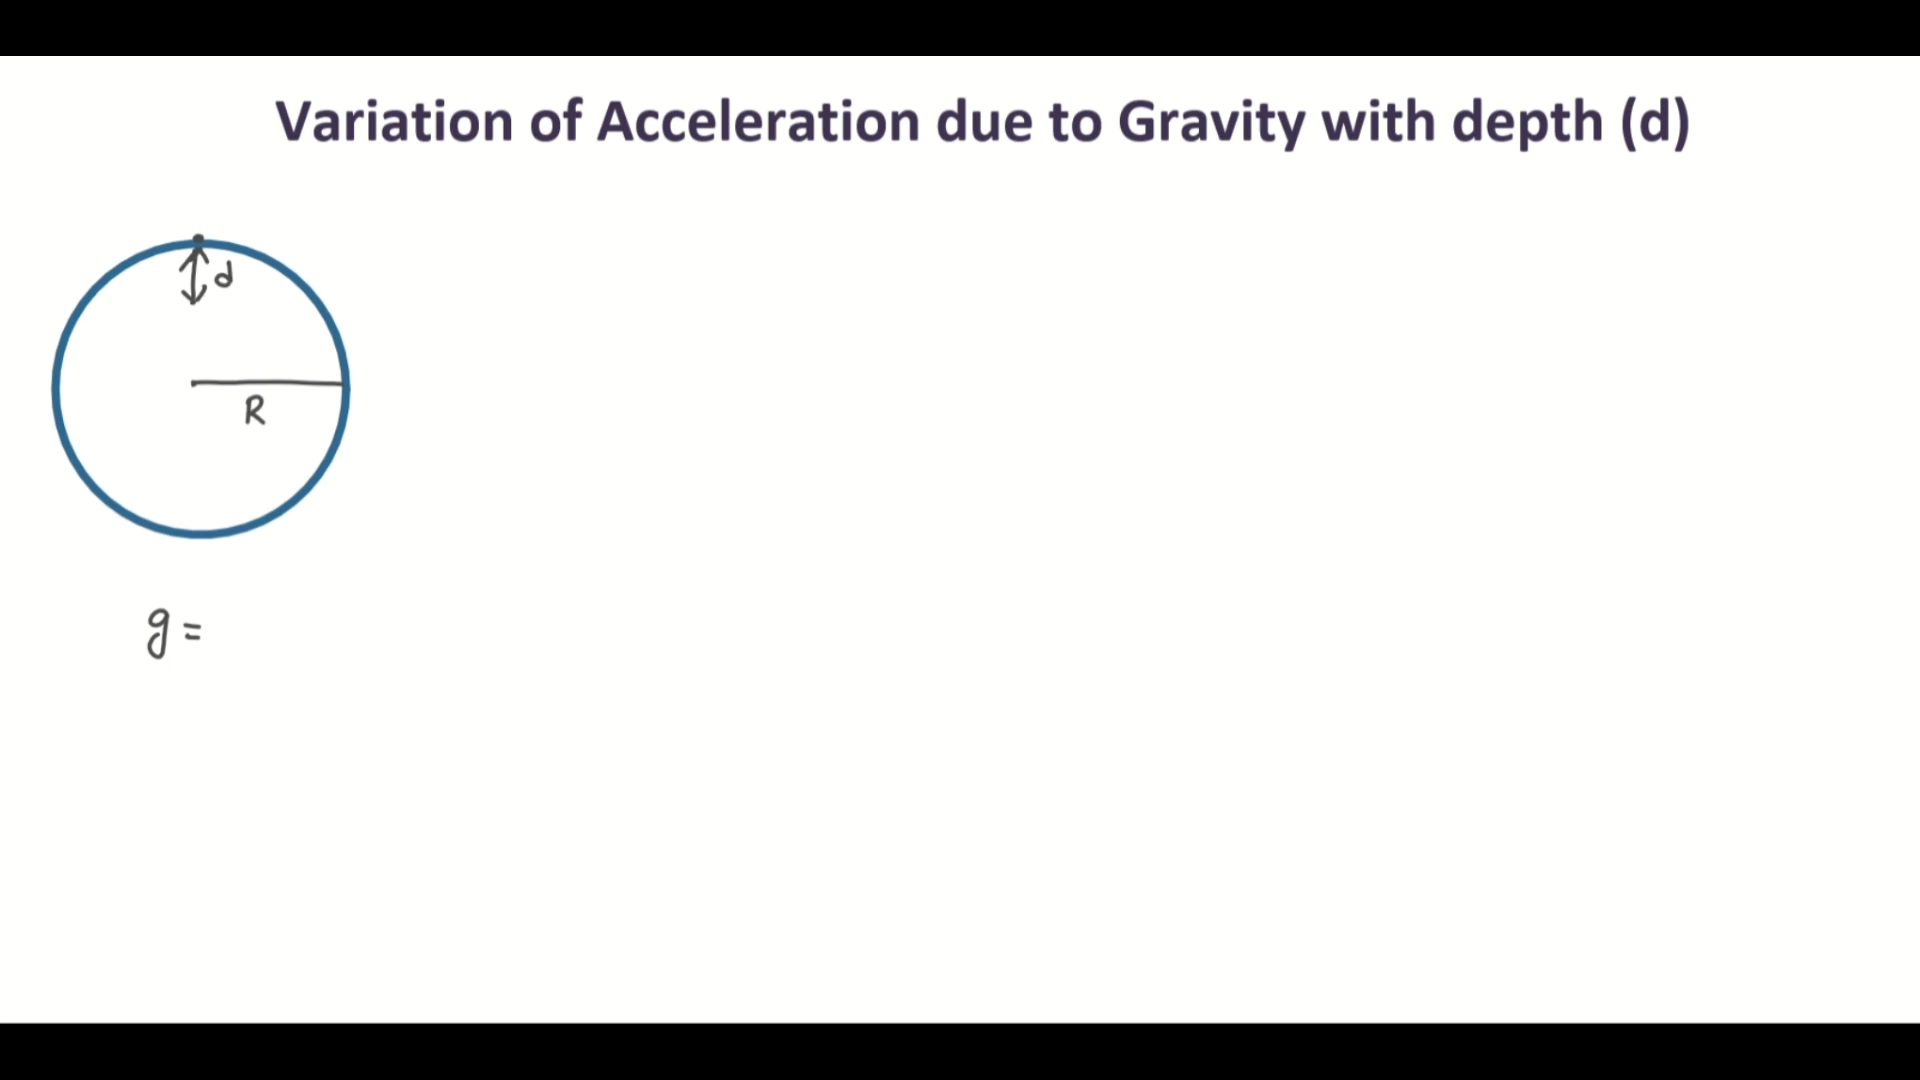 Variation of Acceleration due to Gravity with depth (d)
d
R
g =